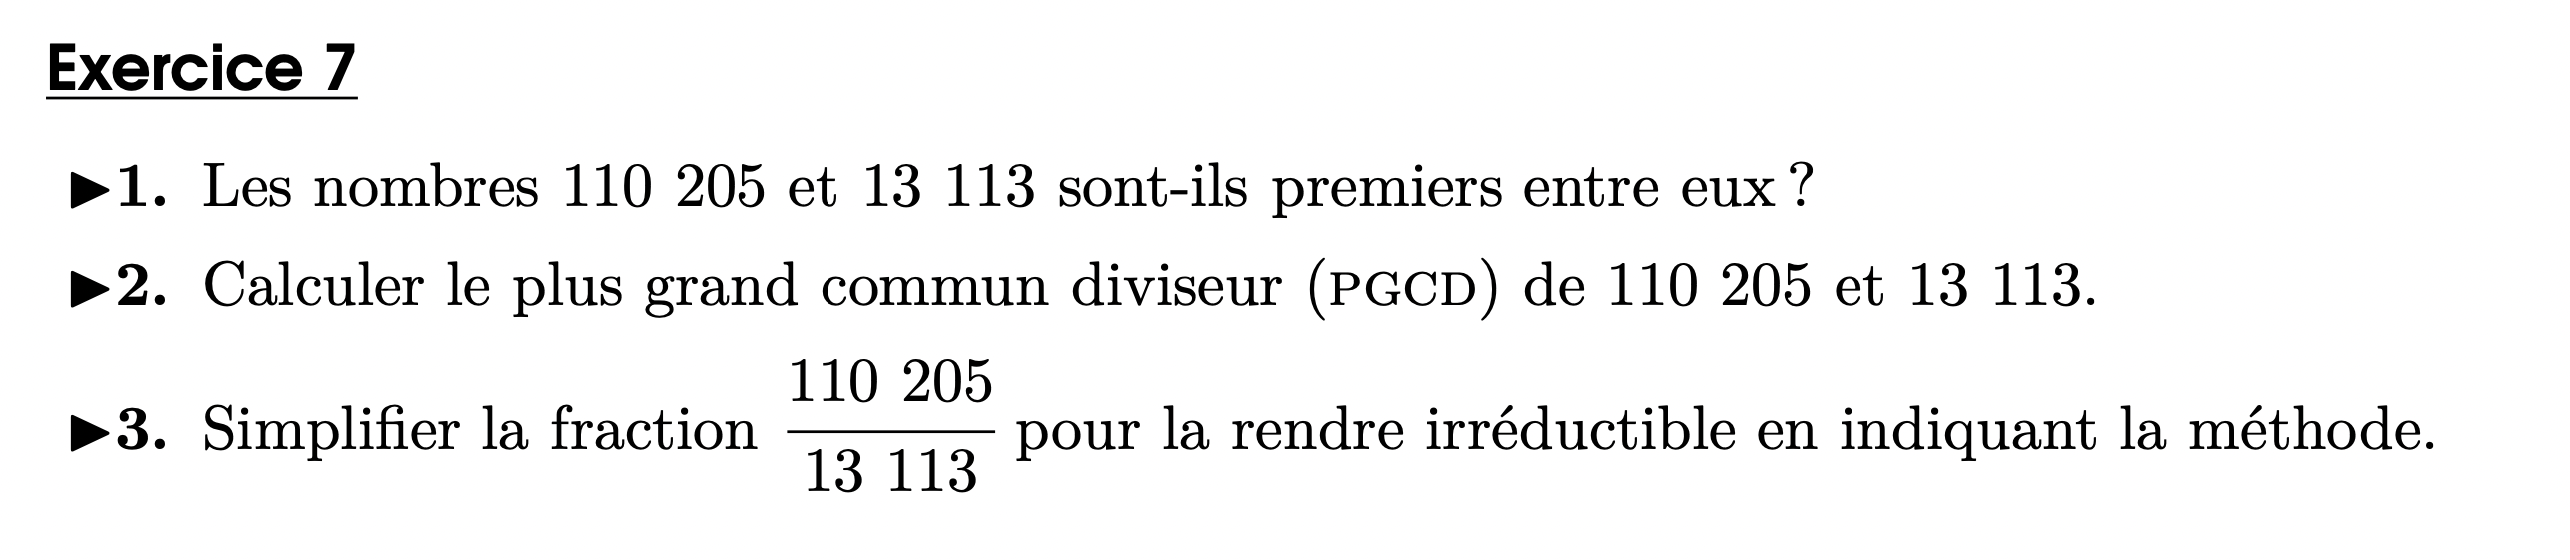 Exercice 7
▶1. Les nombres 110 205 et 13 113 sont-ils premiers entre eux ?
▶2. Calculer le plus grand commun diviseur (PGCD) de 110 205 et 13 113.
▶3. Simplifier la fraction 110 205 / 13 113 pour la rendre irréductible en indiquant la méthode.